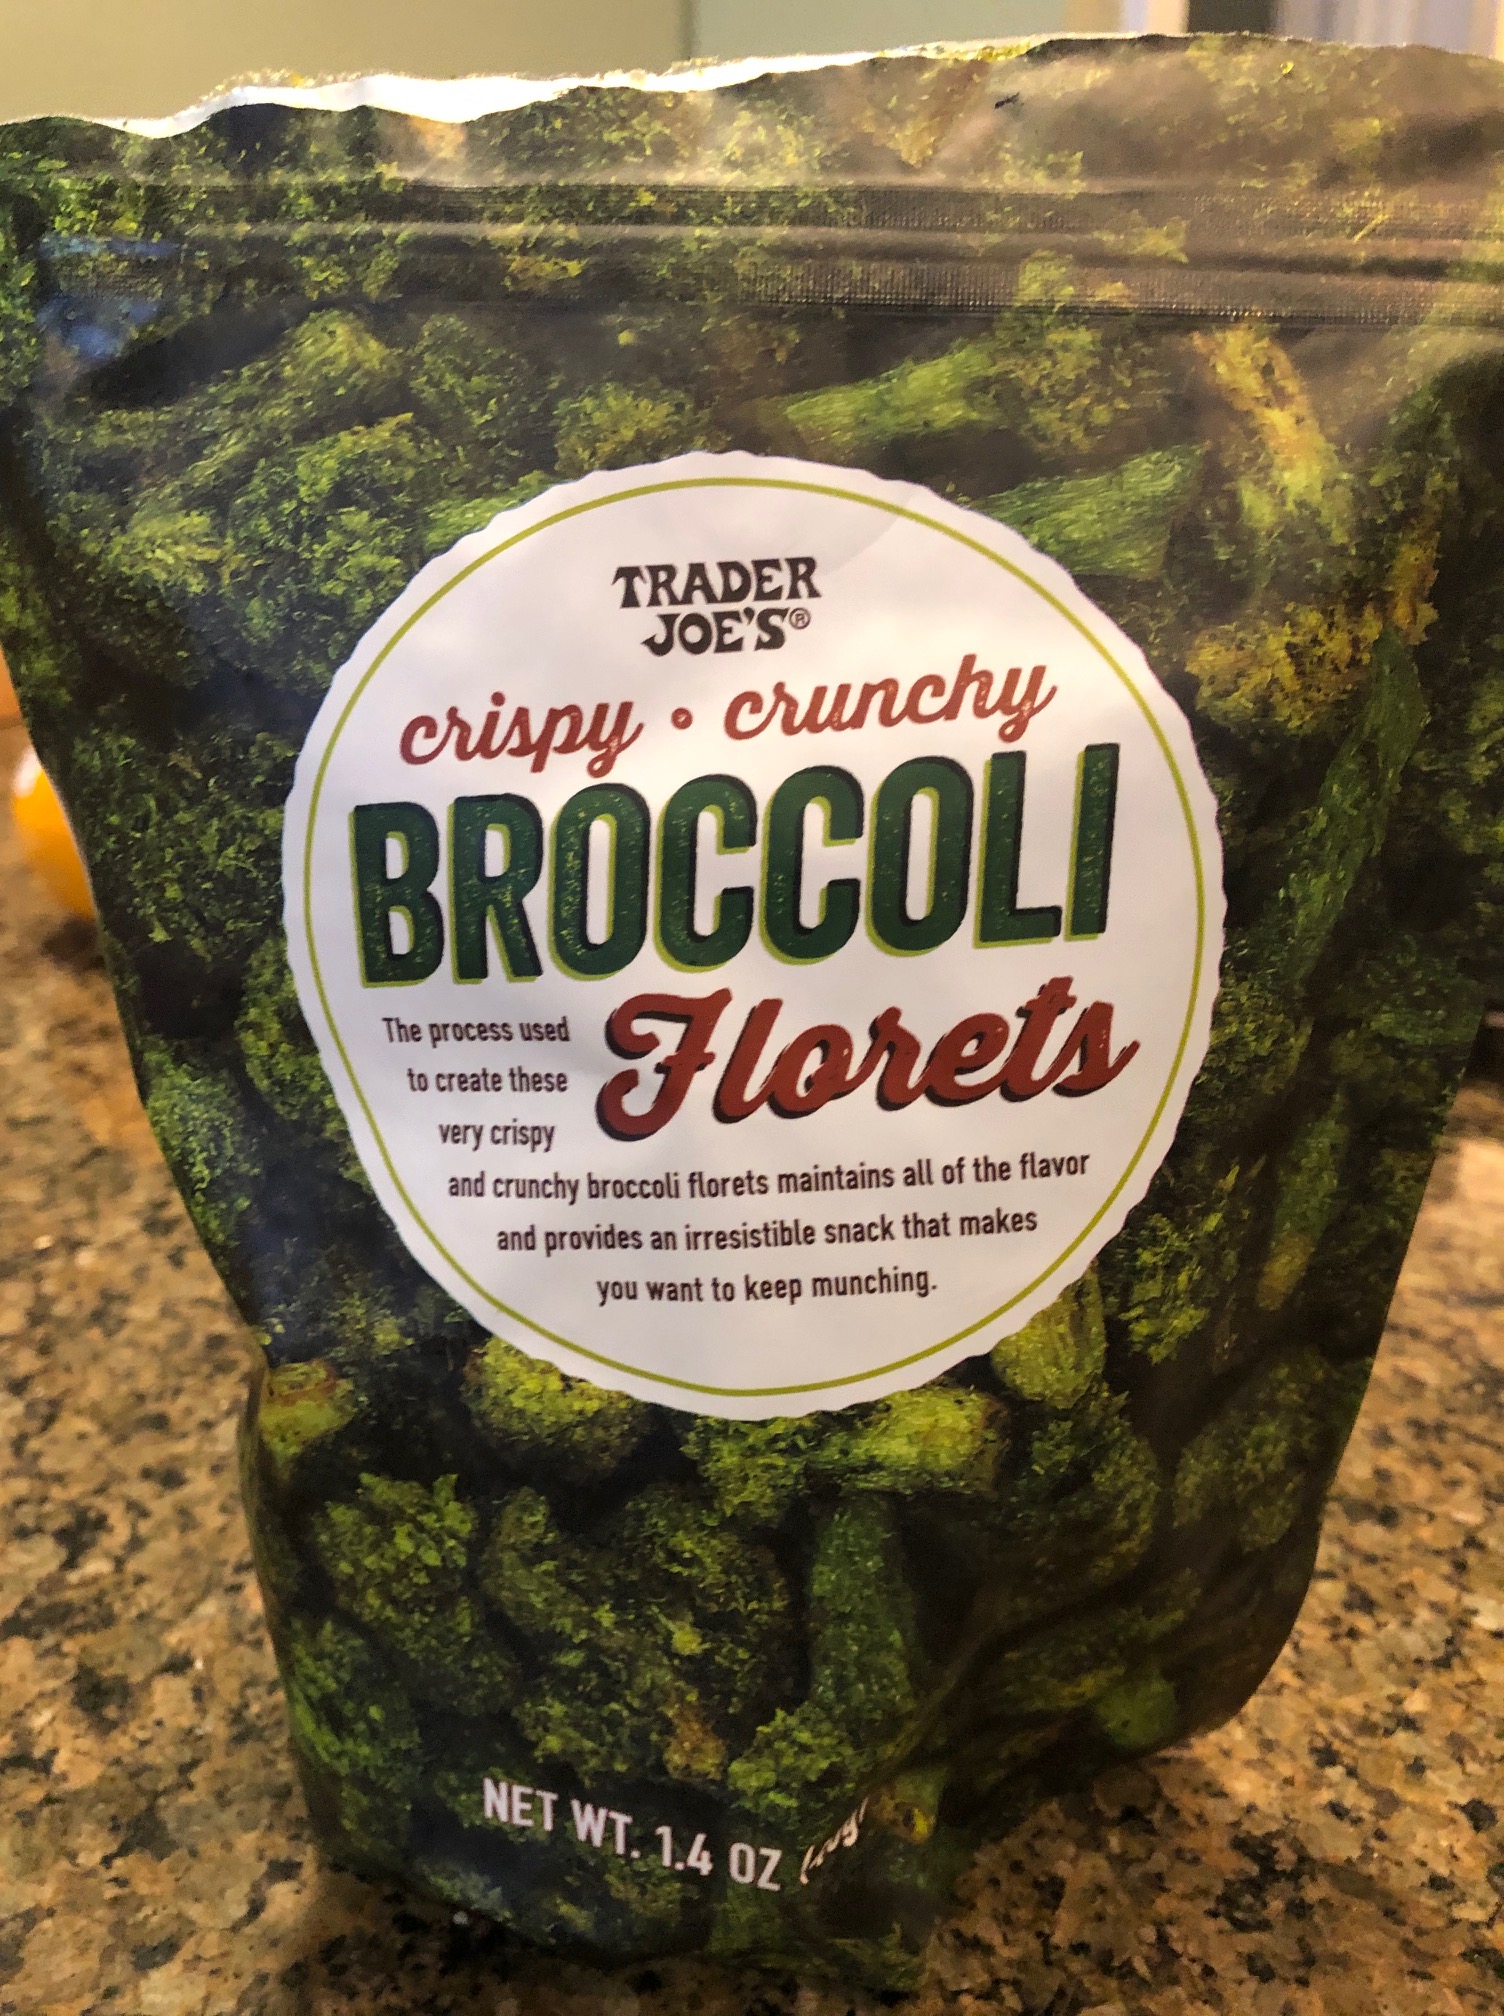 TRADER
JOE'S®
crispy • crunchy
BROCCOLI
Florets
The process used
to create these
very crispy
and crunchy broccoli florets maintains all of the flavor
and provides an irresistible snack that makes
you want to keep munching.
NET WT. 1.4 OZ